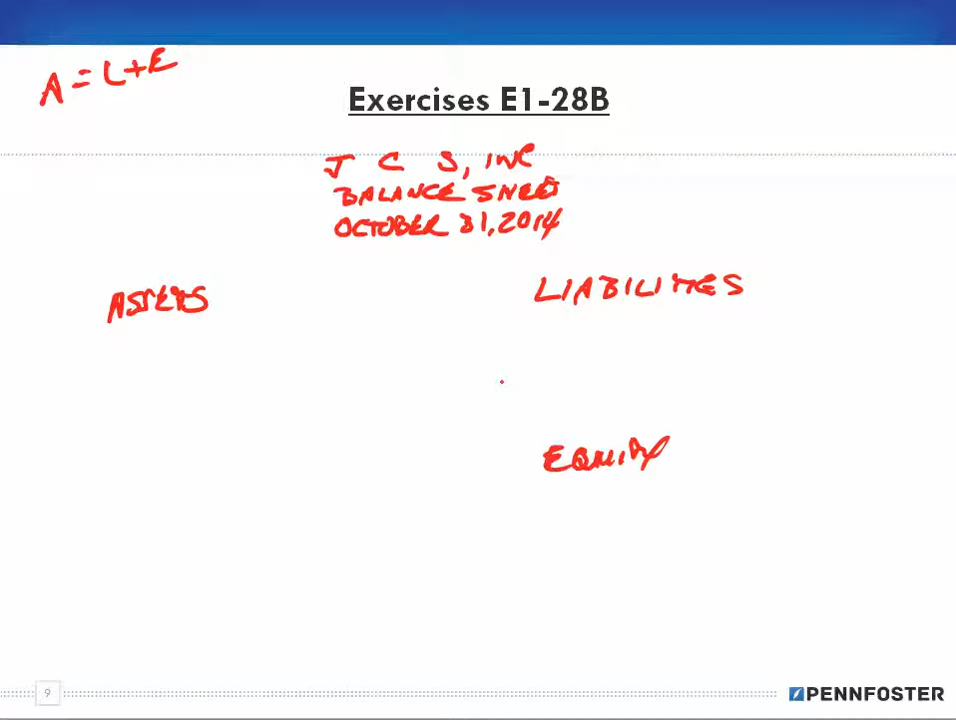 A = L+E
Exercises E1-28B
J C S, INC
BALANCE SHEET
OCTOBER 31, 2014
ASSETS
LIABILITIES
EQUITY
9
PENNFOSTER